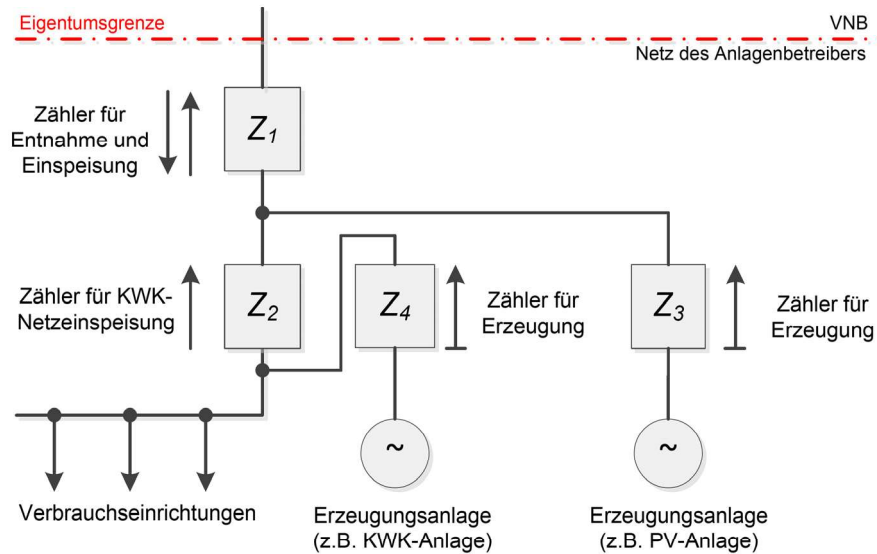 Eigentumsgrenze
VNB
Netz des Anlagenbetreibers
Zähler für
Entnahme und
Einspeisung
Z1
Zähler für KWK-
Netzeinspeisung
Z2
Z4
Zähler für
Erzeugung
Z3
Zähler für
Erzeugung
~
~
Verbrauchseinrichtungen
Erzeugungsanlage
(z.B. KWK-Anlage)
Erzeugungsanlage
(z.B. PV-Anlage)